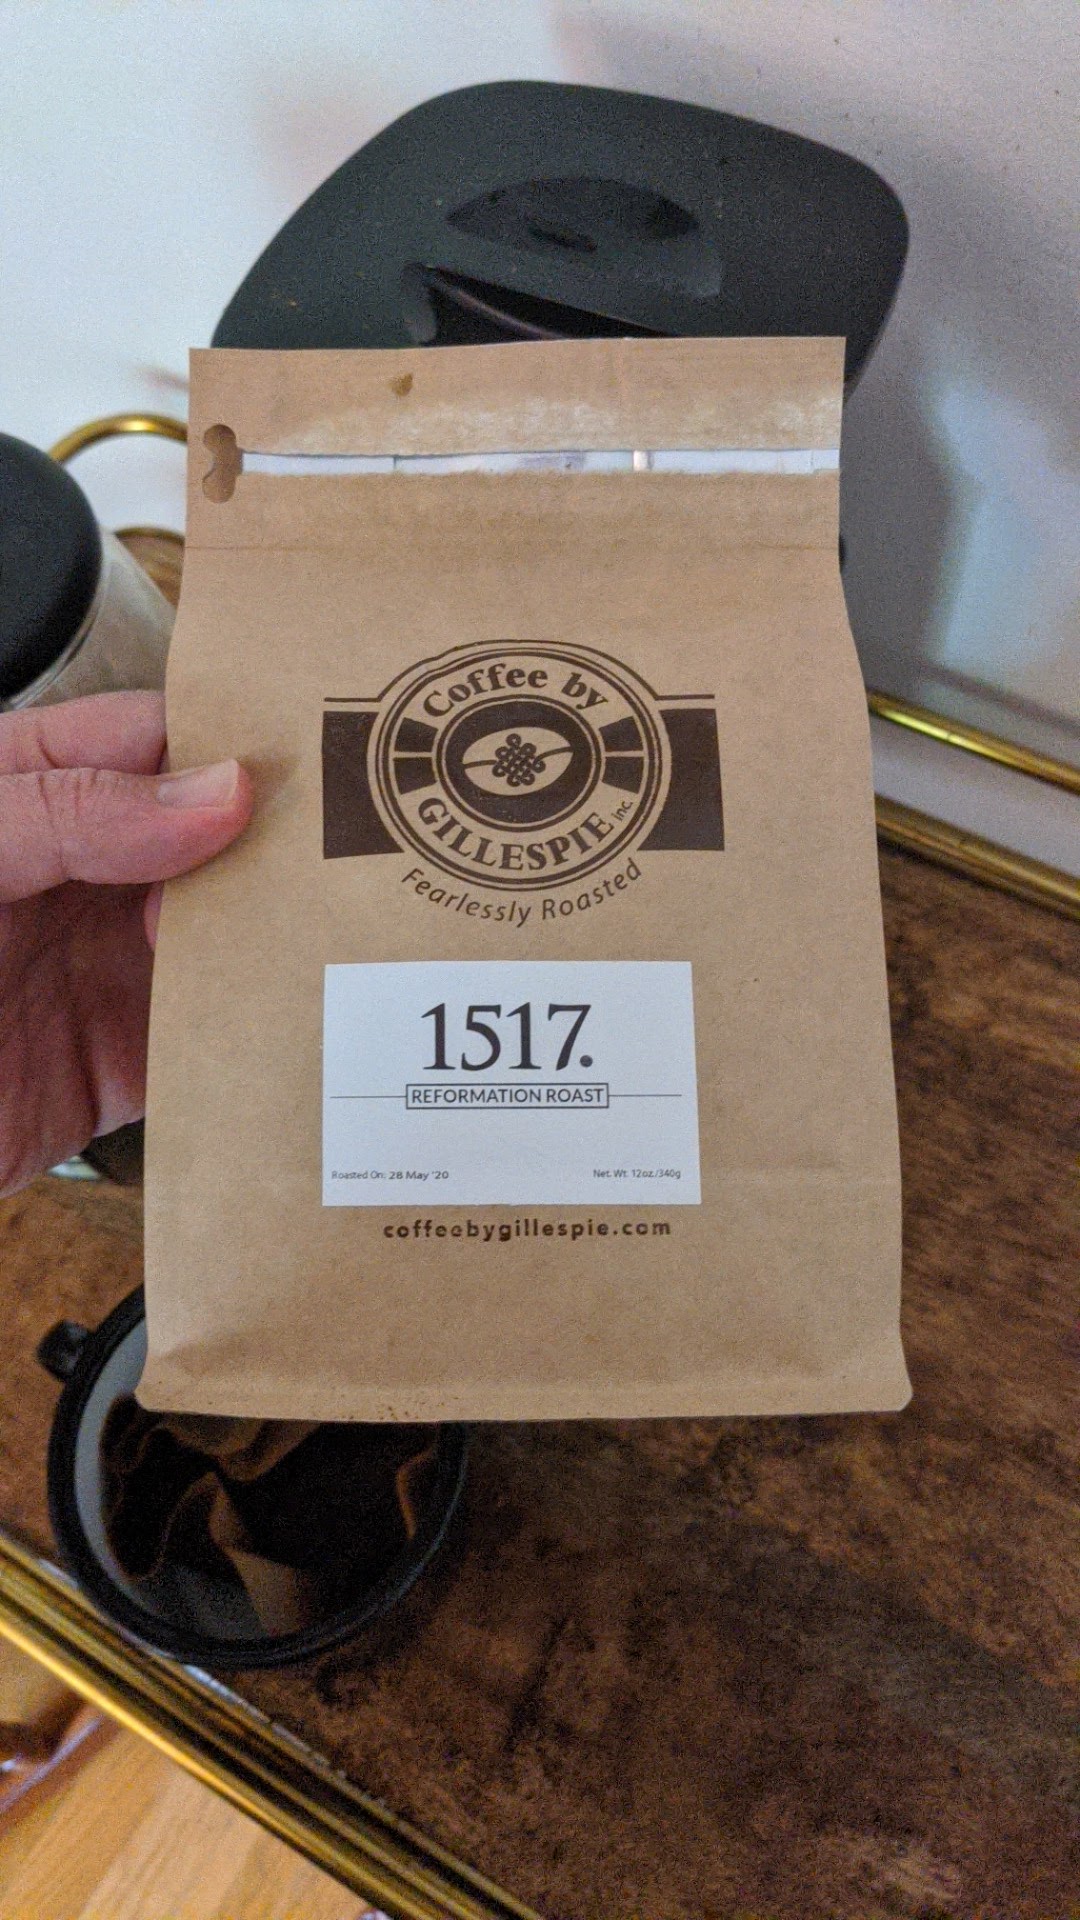 Coffee by
GILLESPIE inc.
Fearlessly Roasted
1517.
REFORMATION ROAST
Roasted On: 28 May '20
Net. Wt. 12oz./340g
coffeebygillespie.com